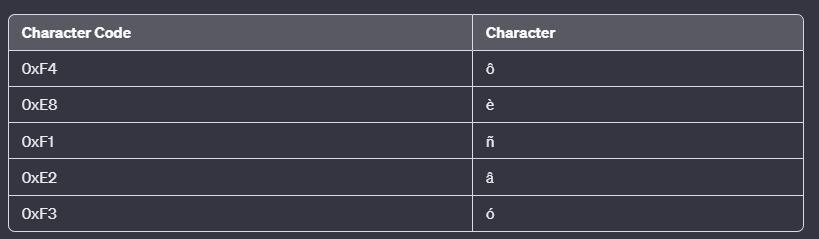 Character Code Character
0xF4 ô
0xE8 è
0xF1 ñ
0xE2 â
0xF3 ó